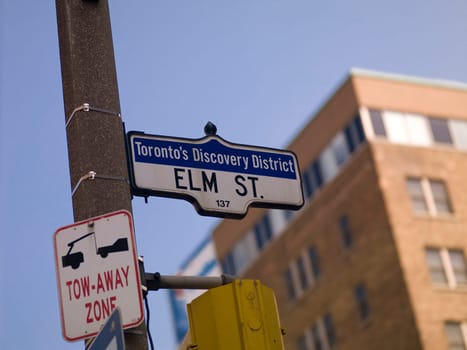 Toronto's Discovery District
ELM ST.
137
TOW-AWAY
ZONE